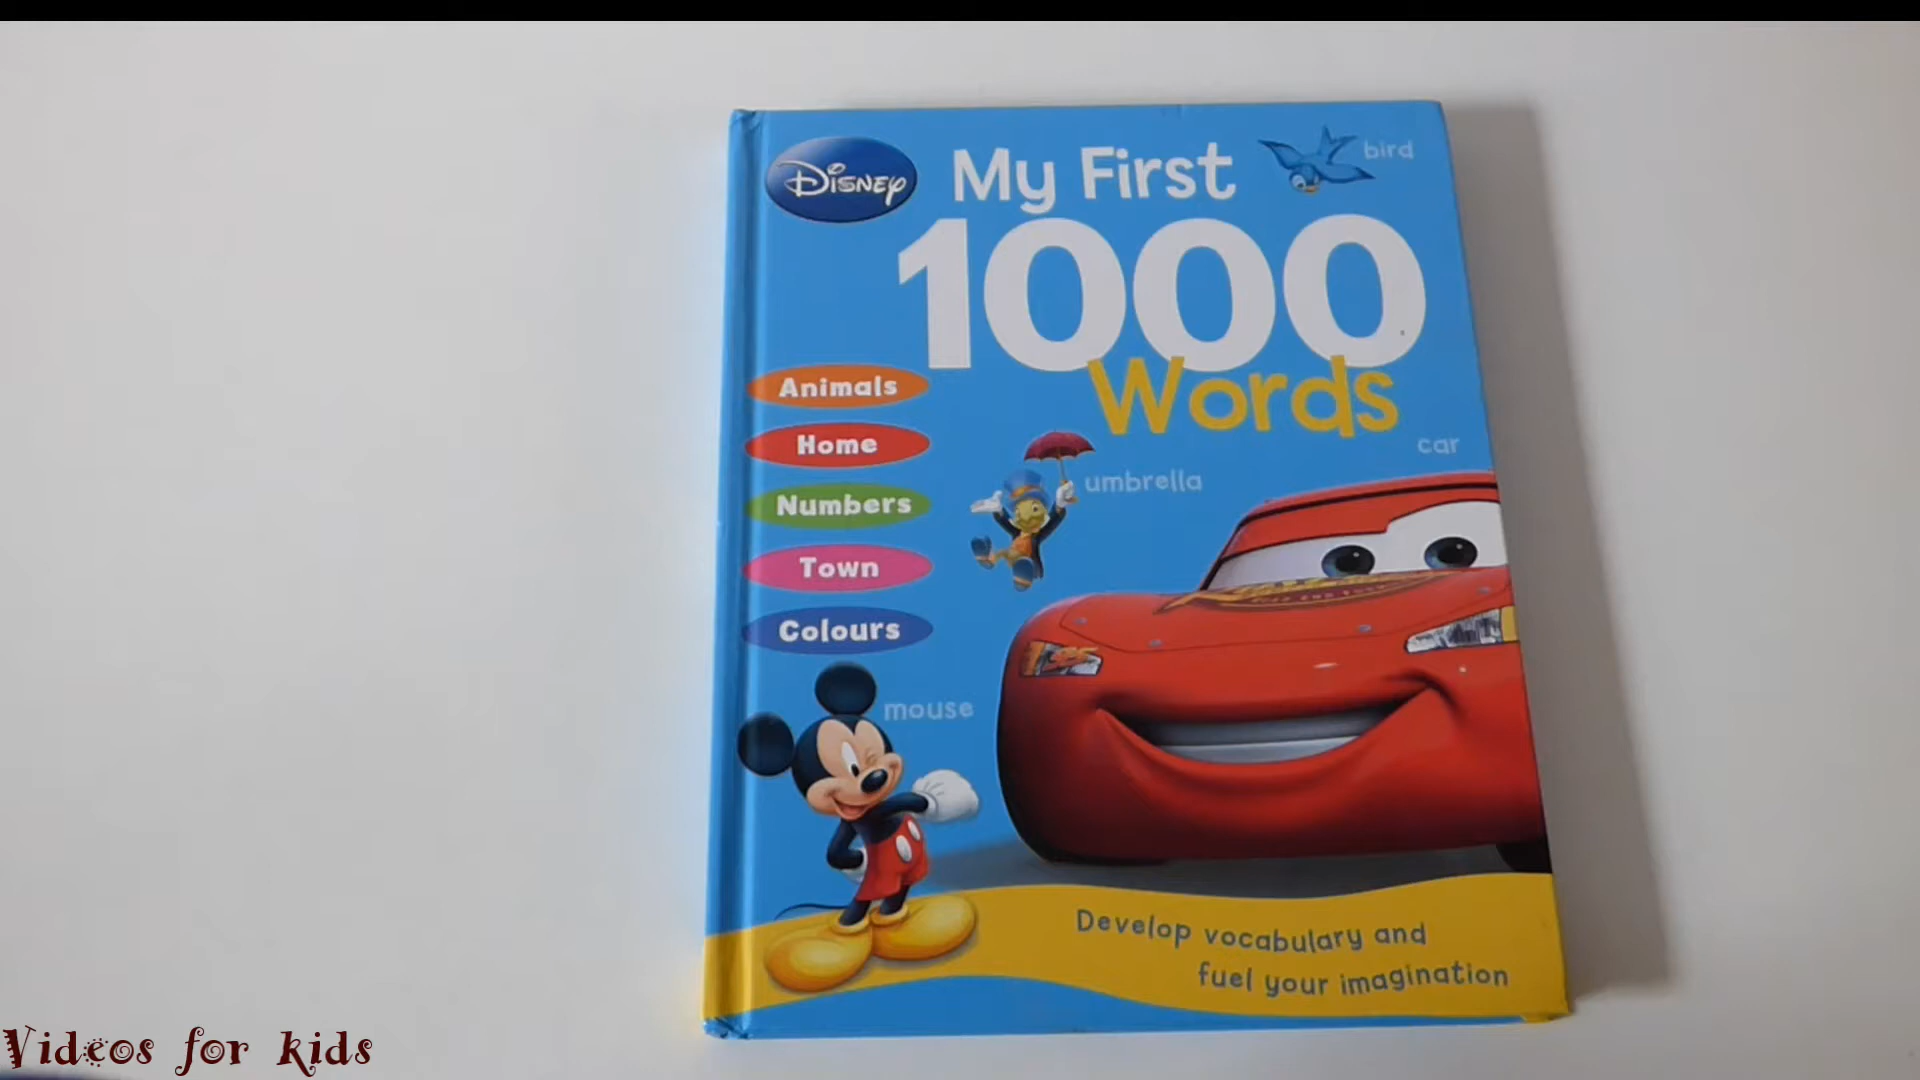 Disney
My First
1000
Words
bird
Animals
Home
Numbers
Town
Colours
umbrella
car
mouse
Develop vocabulary and
fuel your imagination
Videos for kids